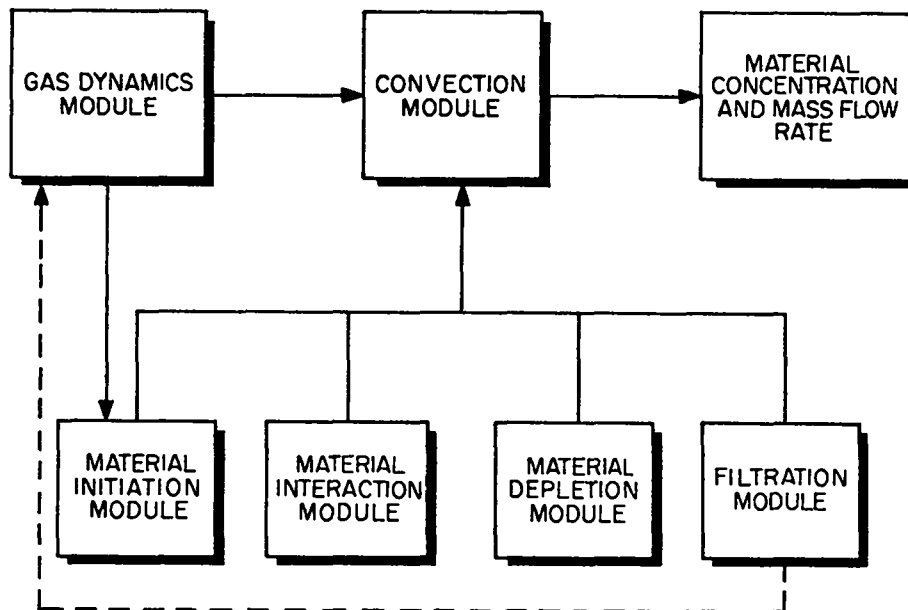 GAS DYNAMICS
MODULE
CONVECTION
MODULE
MATERIAL
CONCENTRATION
AND MASS FLOW
RATE
MATERIAL
INITIATION
MODULE
MATERIAL
INTERACTION
MODULE
MATERIAL
DEPLETION
MODULE
FILTRATION
MODULE